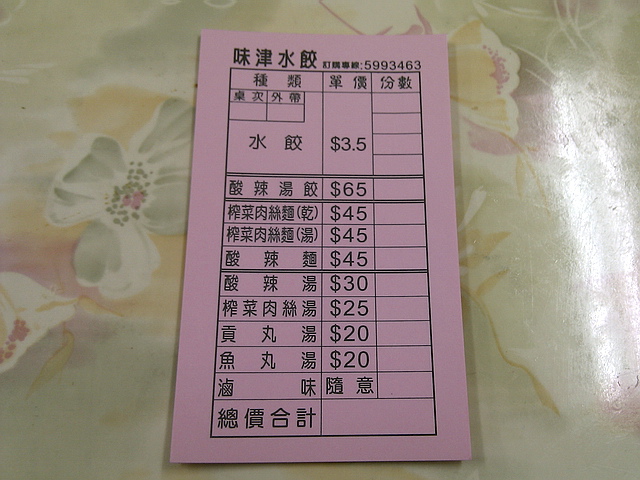 味津水餃 訂購專線:5993463
種類 單價 份數
桌次 外帶
水餃 $3.5
酸辣湯餃 $65
榨菜肉絲麵(乾) $45
榨菜肉絲麵(湯) $45
酸辣麵 $45
酸辣湯 $30
榨菜肉絲湯 $25
貢丸湯 $20
魚丸湯 $20
滷味 隨意
總價合計